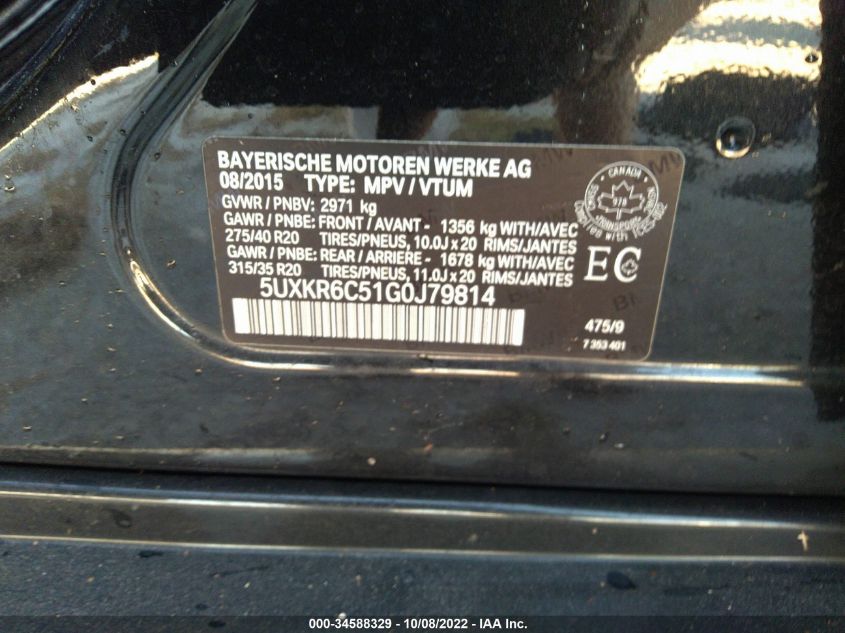 BAYERISCHE MOTOREN WERKE AG
08/2015 TYPE: MPV / VTUM
GVWR / PNBV: 2971 kg
GAWR / PNBE: FRONT / AVANT - 1356 kg WITH/AVEC
275/40 R20 TIRES/PNEUS, 10.0J x 20 RIMS/JANTES
GAWR / PNBE: REAR / ARRIERE - 1678 kg WITH/AVEC
315/35 R20 TIRES/PNEUS, 11.0J x 20 RIMS/JANTES
5UXKR6C51G0J79814
CANADA
378
TRANSPORT
EC
475/9
7 353 401
000-34588329 - 10/08/2022 - IAA Inc.